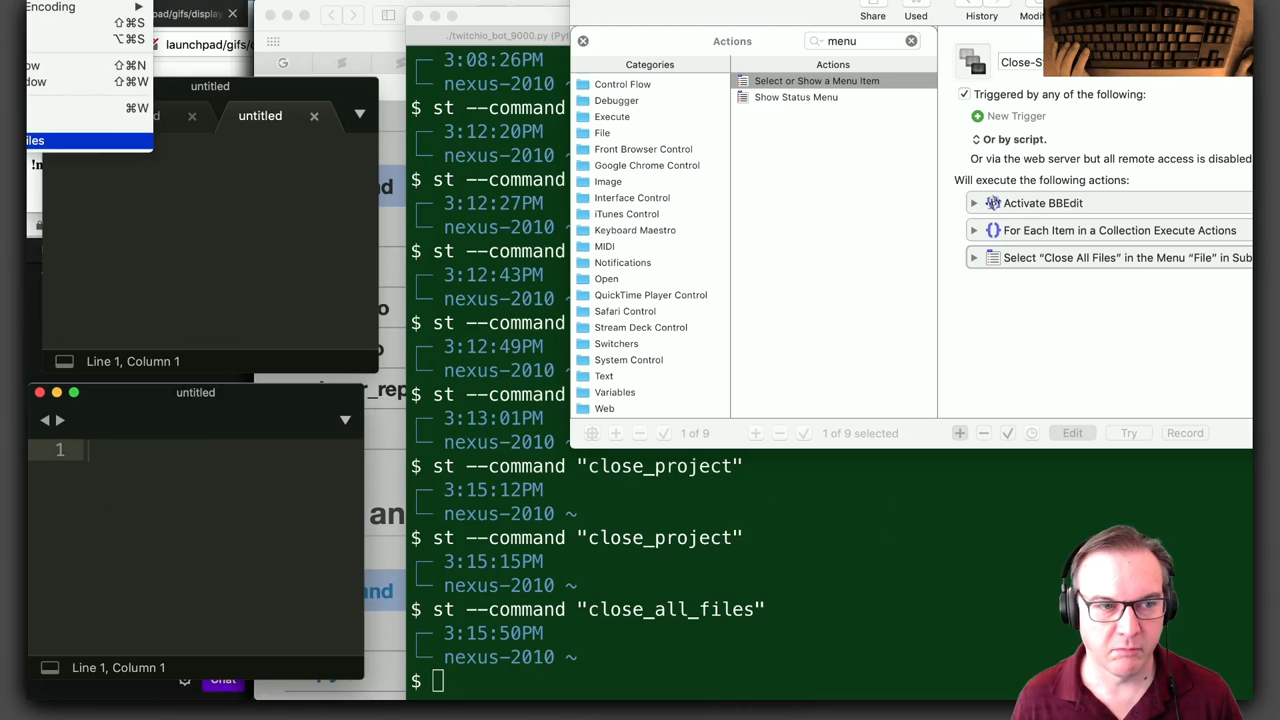 Encoding
⇧⌘S
⌥⌘S
⇧⌘N
⇧⌘W
⌘W
pad/gifs/display
launchpad/gifs/d
untitled
untitled
Line 1, Column 1
untitled
1
Line 1, Column 1
Chat
./twitchio_bot_9000.py (Pyt
3:08:26PM
nexus-2010 ~
$ st --command
3:12:20PM
nexus-2010 ~
$ st --command
3:12:27PM
nexus-2010 ~
$ st --command
3:12:43PM
nexus-2010 ~
$ st --command
3:12:49PM
nexus-2010 ~
$ st --command
3:13:01PM
nexus-2010 ~
$ st --command "close_project"
3:15:12PM
nexus-2010 ~
$ st --command "close_project"
3:15:15PM
nexus-2010 ~
$ st --command "close_all_files"
3:15:50PM
nexus-2010 ~
$
Share
Used
History
Actions
menu
Categories
Control Flow
Debugger
Execute
File
Front Browser Control
Google Chrome Control
Image
Interface Control
iTunes Control
Keyboard Maestro
MIDI
Notifications
Open
QuickTime Player Control
Safari Control
Stream Deck Control
Switchers
System Control
Text
Variables
Web
1 of 9
Actions
Select or Show a Menu Item
Show Status Menu
1 of 9 selected
Close-S
Triggered by any of the following:
New Trigger
Or by script.
Or via the web server but all remote access is disabled
Will execute the following actions:
Activate BBEdit
For Each Item in a Collection Execute Actions
Select “Close All Files” in the Menu “File” in Sub
Edit
Try
Record